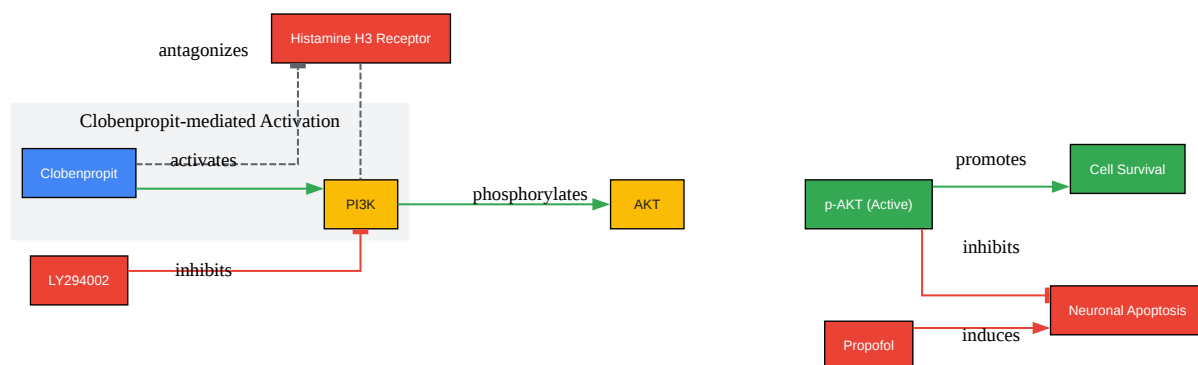 Histamine H3 Receptor
antagonizes
Clobenpropit-mediated Activation
Clobenpropit
activates
PI3K
phosphorylates
AKT
LY294002
inhibits
promotes
Cell Survival
p-AKT (Active)
inhibits
Neuronal Apoptosis
Propofol
induces